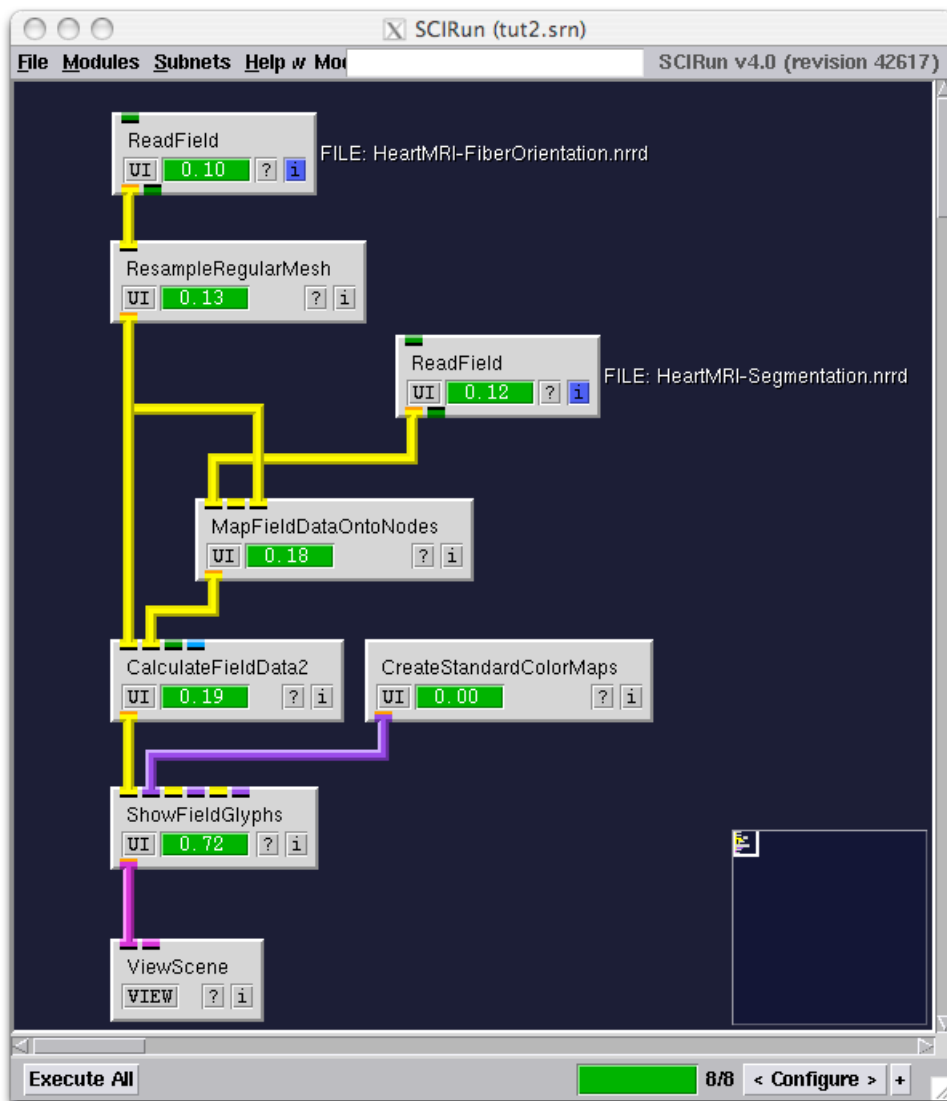 SCIRun (tut2.srn)
File Modules Subnets Help w Mo SCIRun v4.0 (revision 42617)
ReadField
UI 0.10 ? i
FILE: HeartMRI-FiberOrientation.nrrd
ResampleRegularMesh
UI 0.13 ? i
ReadField
UI 0.12 ? i
FILE: HeartMRI-Segmentation.nrrd
MapFieldDataOntoNodes
UI 0.18 ? i
CalculateFieldData2
UI 0.19 ? i
CreateStandardColorMaps
UI 0.00 ? i
ShowFieldGlyphs
UI 0.72 ? i
ViewScene
VIEW ? i
Execute All 8/8 < Configure > +